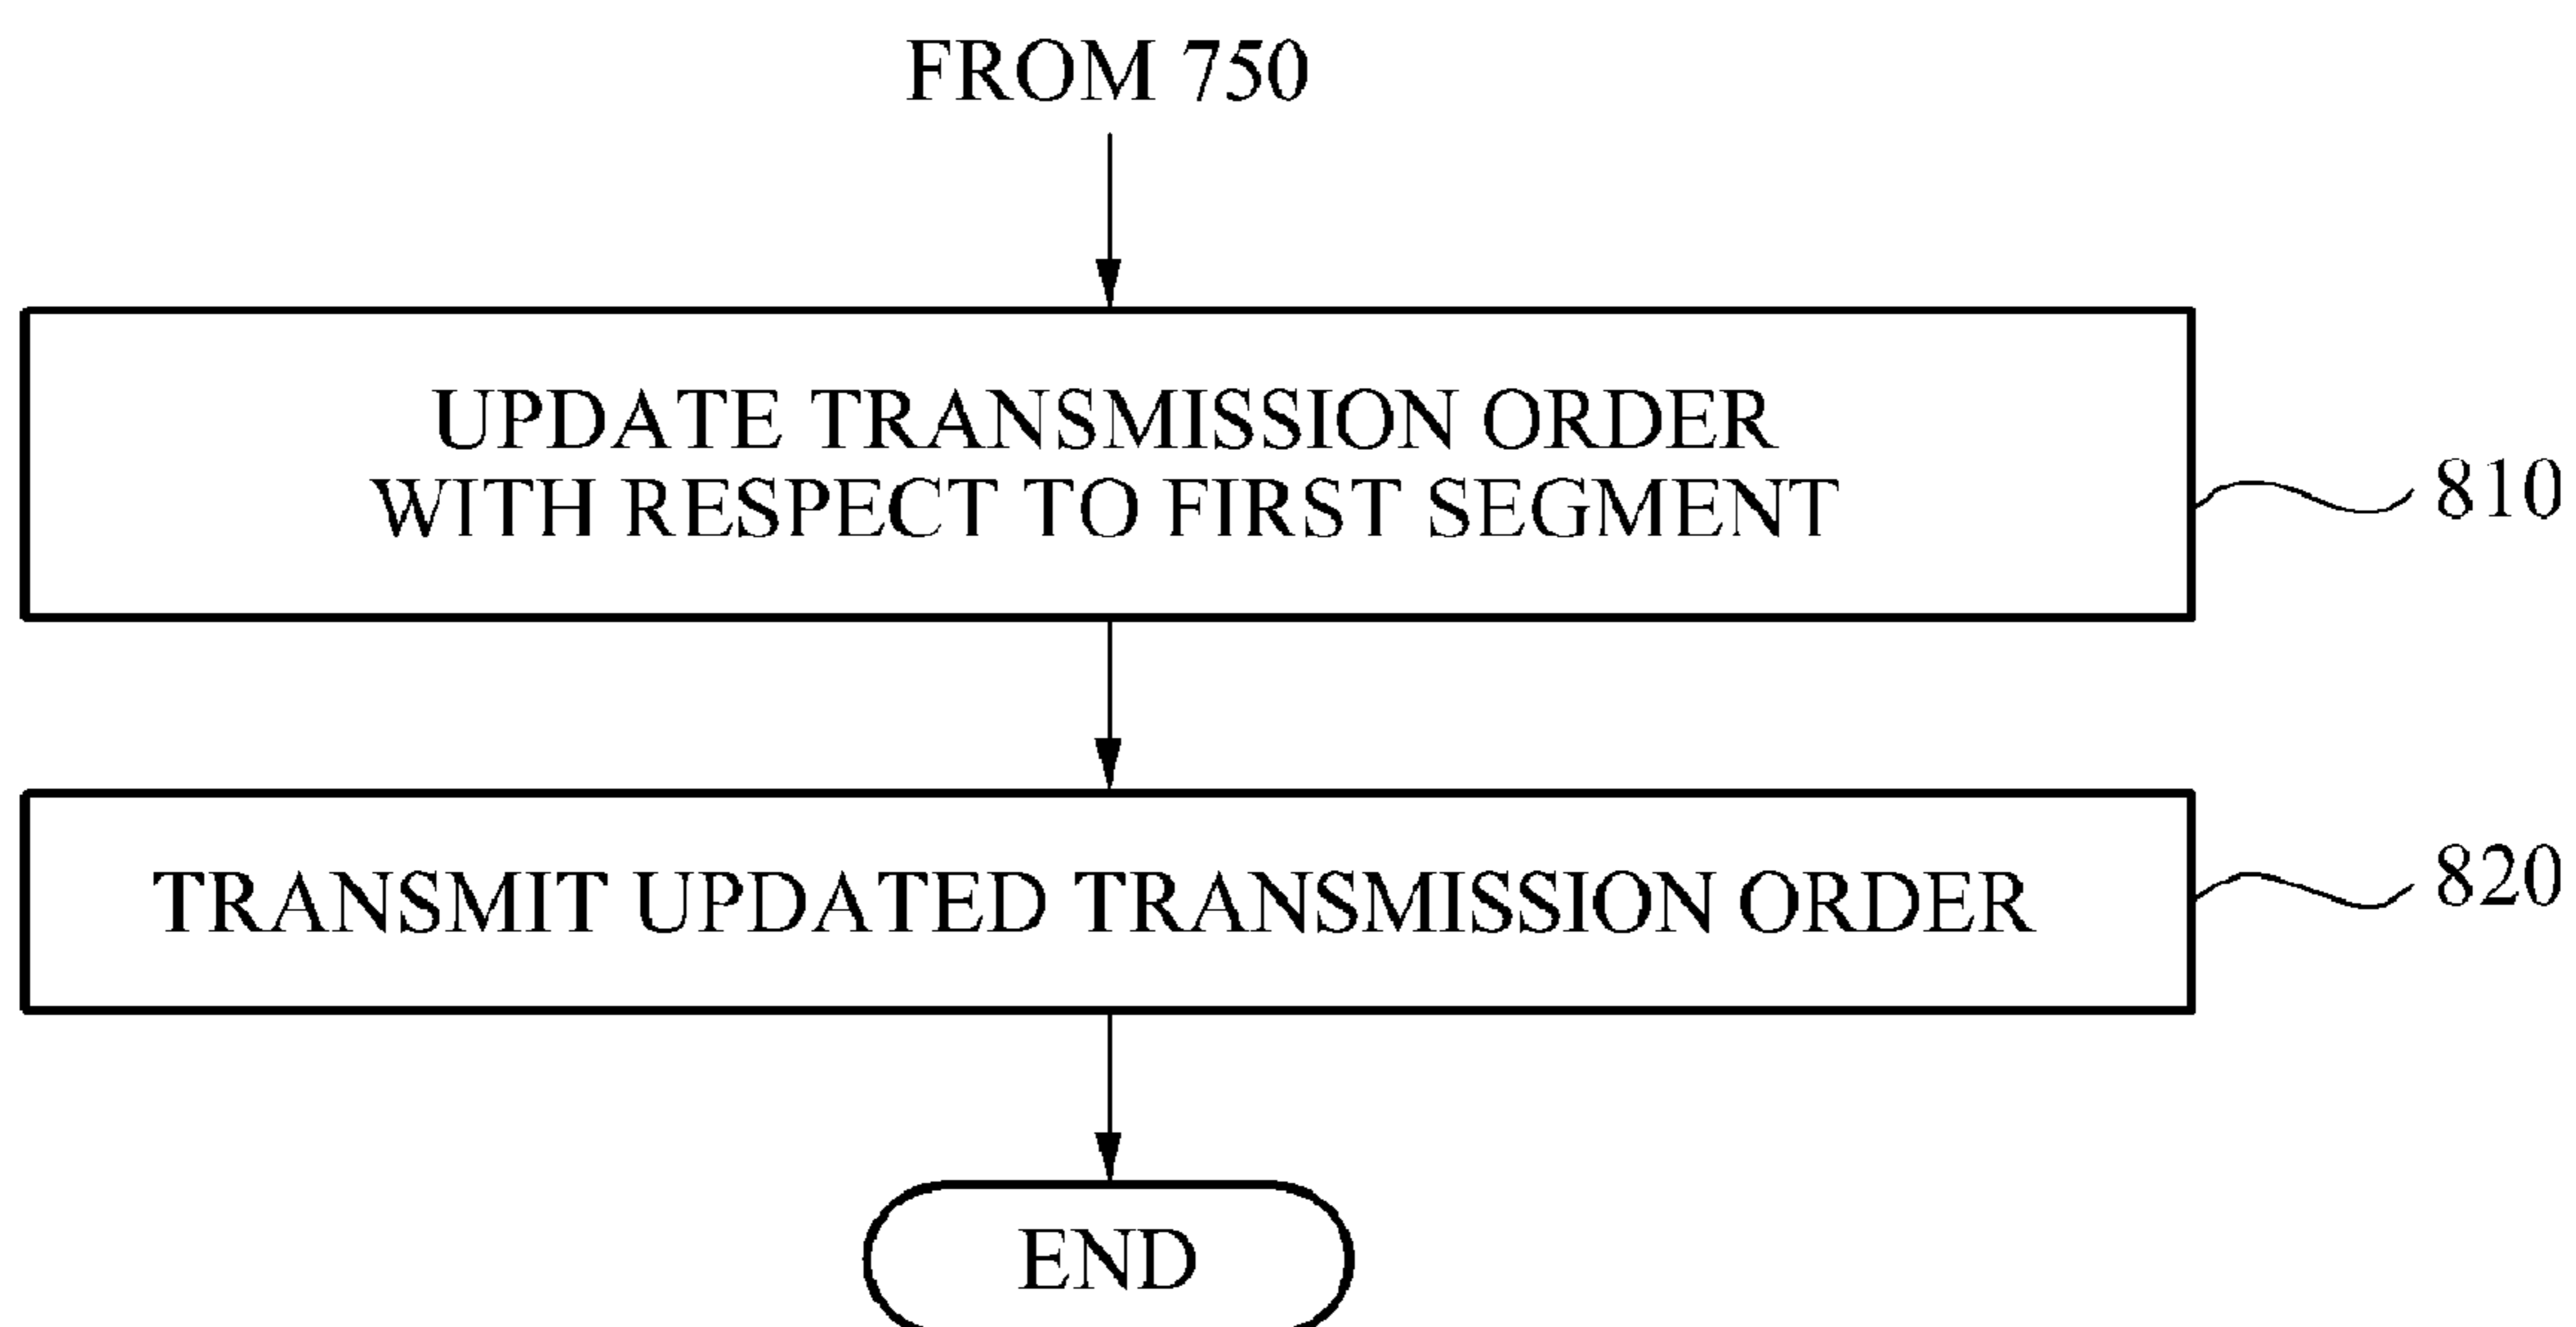 FROM 750
UPDATE TRANSMISSION ORDER
WITH RESPECT TO FIRST SEGMENT
810
TRANSMIT UPDATED TRANSMISSION ORDER
820
END